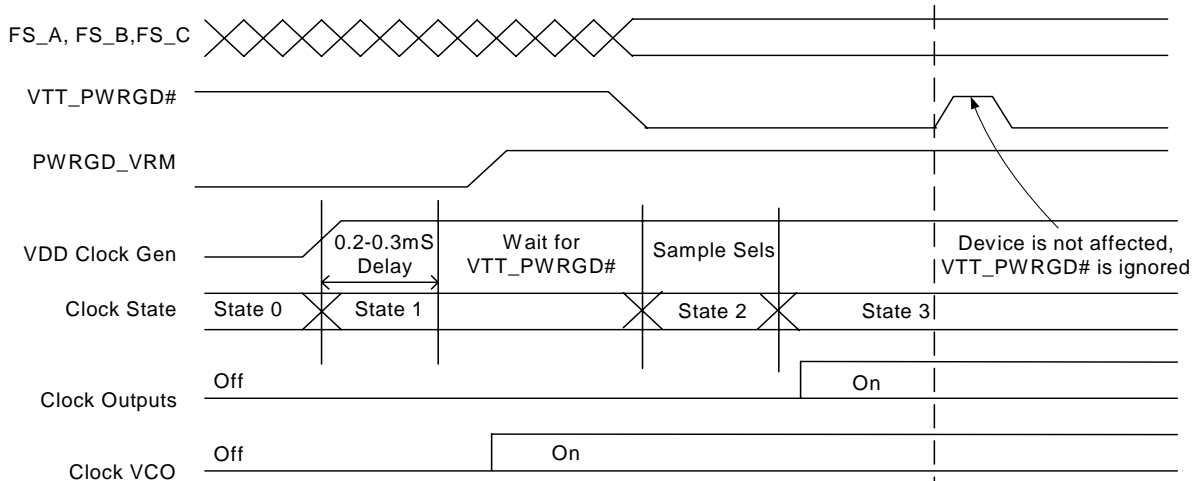 FS_A, FS_B,FS_C
VTT_PWRGD#
PWRGD_VRM
VDD Clock Gen
0.2-0.3mS
Delay
Wait for
VTT_PWRGD#
Sample Sels
Device is not affected,
VTT_PWRGD# is ignored
Clock State
State 0
State 1
State 2
State 3
Clock Outputs
Off
On
Clock VCO
Off
On